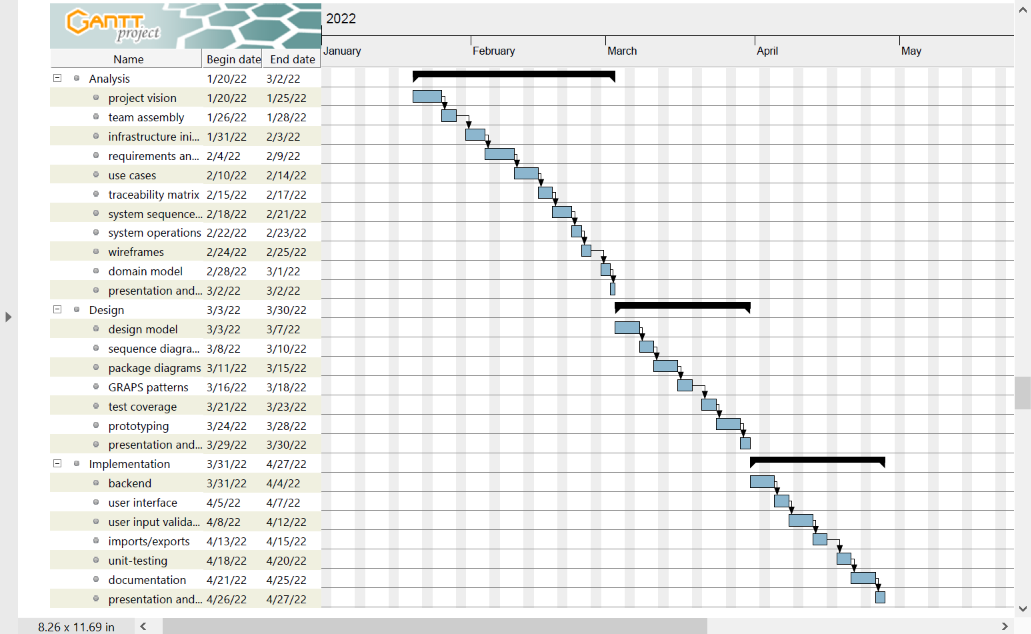 GANTT
project
2022
January February March April May
Name Begin date End date
Analysis 1/20/22 3/2/22
project vision 1/20/22 1/25/22
team assembly 1/26/22 1/28/22
infrastructure ini... 1/31/22 2/3/22
requirements an... 2/4/22 2/9/22
use cases 2/10/22 2/14/22
traceability matrix 2/15/22 2/17/22
system sequence... 2/18/22 2/21/22
system operations 2/22/22 2/23/22
wireframes 2/24/22 2/25/22
domain model 2/28/22 3/1/22
presentation and... 3/2/22 3/2/22
Design 3/3/22 3/30/22
design model 3/3/22 3/7/22
sequence diagra... 3/8/22 3/10/22
package diagrams 3/11/22 3/15/22
GRAPS patterns 3/16/22 3/18/22
test coverage 3/21/22 3/23/22
prototyping 3/24/22 3/28/22
presentation and... 3/29/22 3/30/22
Implementation 3/31/22 4/27/22
backend 3/31/22 4/4/22
user interface 4/5/22 4/7/22
user input valida... 4/8/22 4/12/22
imports/exports 4/13/22 4/15/22
unit-testing 4/18/22 4/20/22
documentation 4/21/22 4/25/22
presentation and... 4/26/22 4/27/22
8.26 x 11.69 in